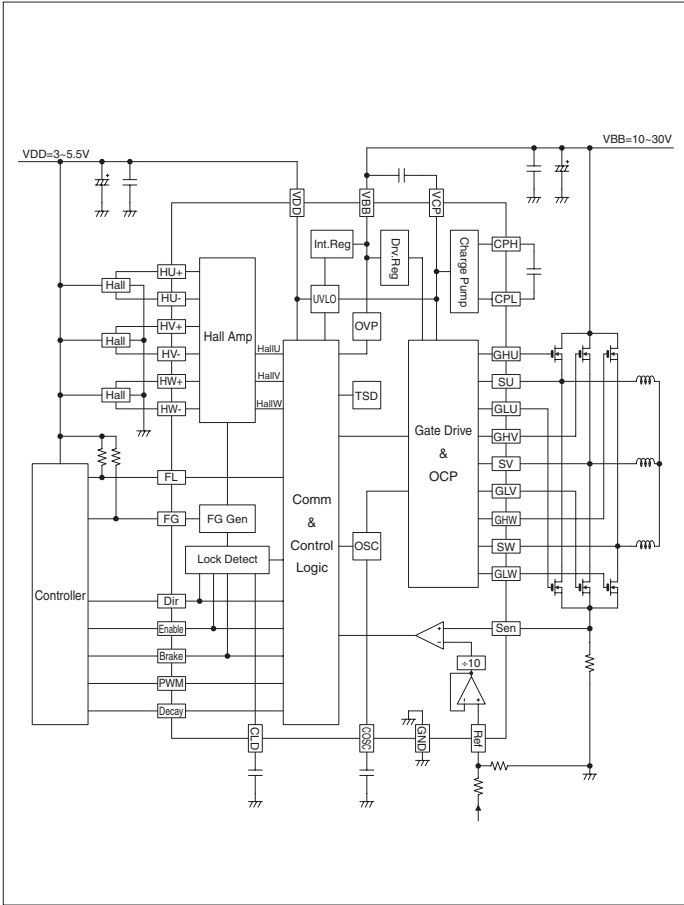 VDD=3~5.5V
VBB=10~30V
VDD
VBB
VCP
Int.Reg
Drv.Reg
Charge Pump
CPH
CPL
UVLO
OVP
TSD
OSC
Hall
Hall
Hall
HU+
HU-
HV+
HV-
HW+
HW-
Hall Amp
HallU
HallV
HallW
Comm
&
Control
Logic
Gate Drive
&
OCP
GHU
SU
GLU
GHV
SV
GLV
GHW
SW
GLW
FL
FG
FG Gen
Lock Detect
Controller
Dir
Enable
Brake
PWM
Decay
Sen
+
-
÷10
-
+
CLD
COSC
GND
Ref
+
+